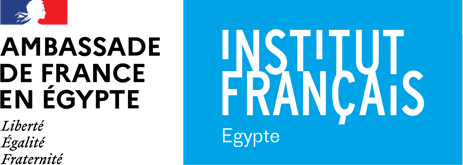 AMBASSADE
DE FRANCE
EN ÉGYPTE
Liberté
Égalité
Fraternité
INSTITUT
FRANÇAIS
Egypte